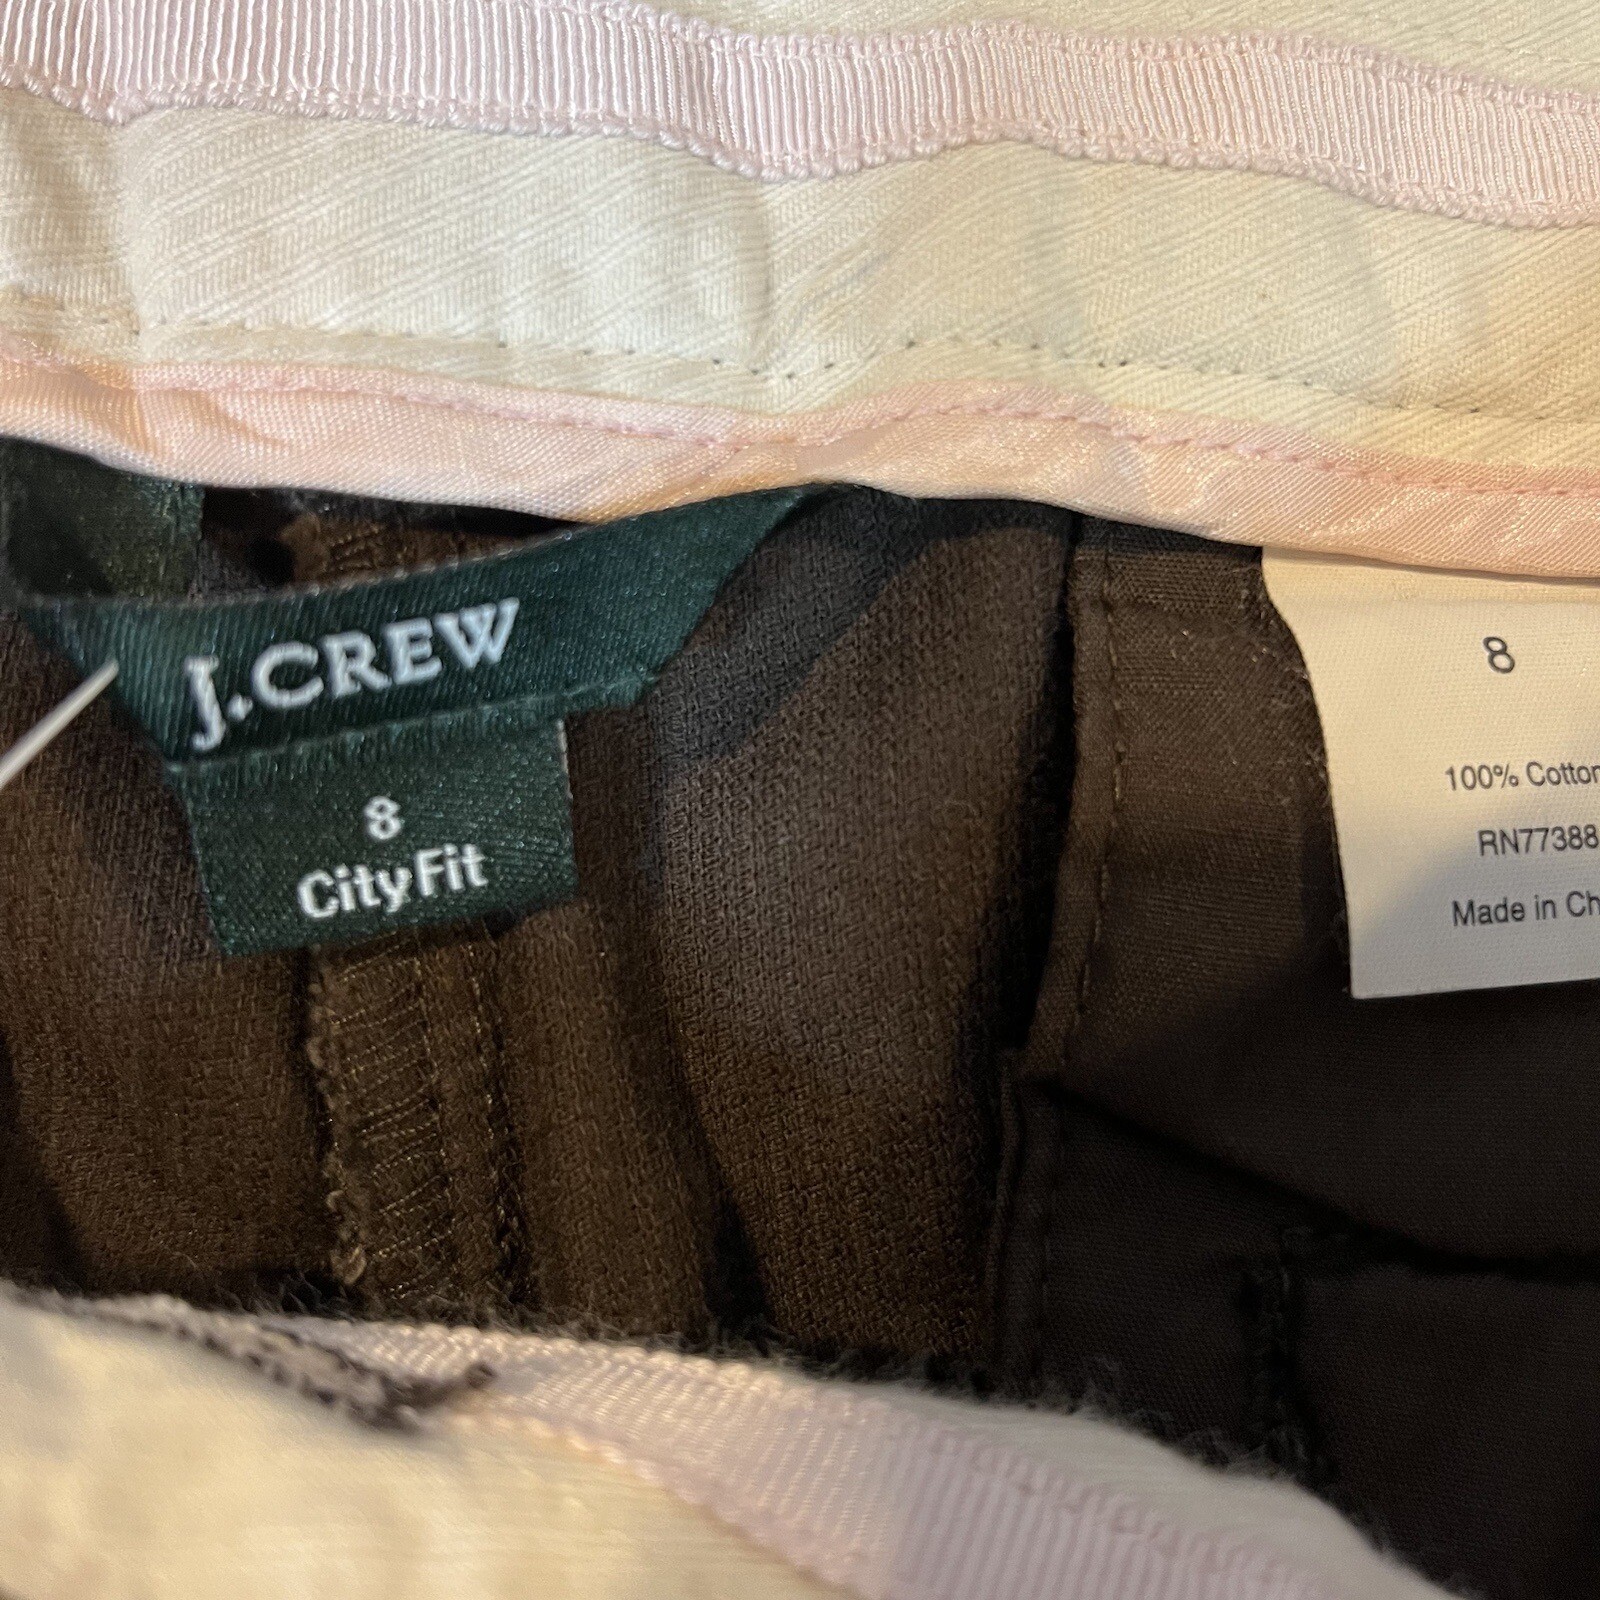 J.CREW
8
City Fit
8
100% Cotton
RN77388
Made in Ch